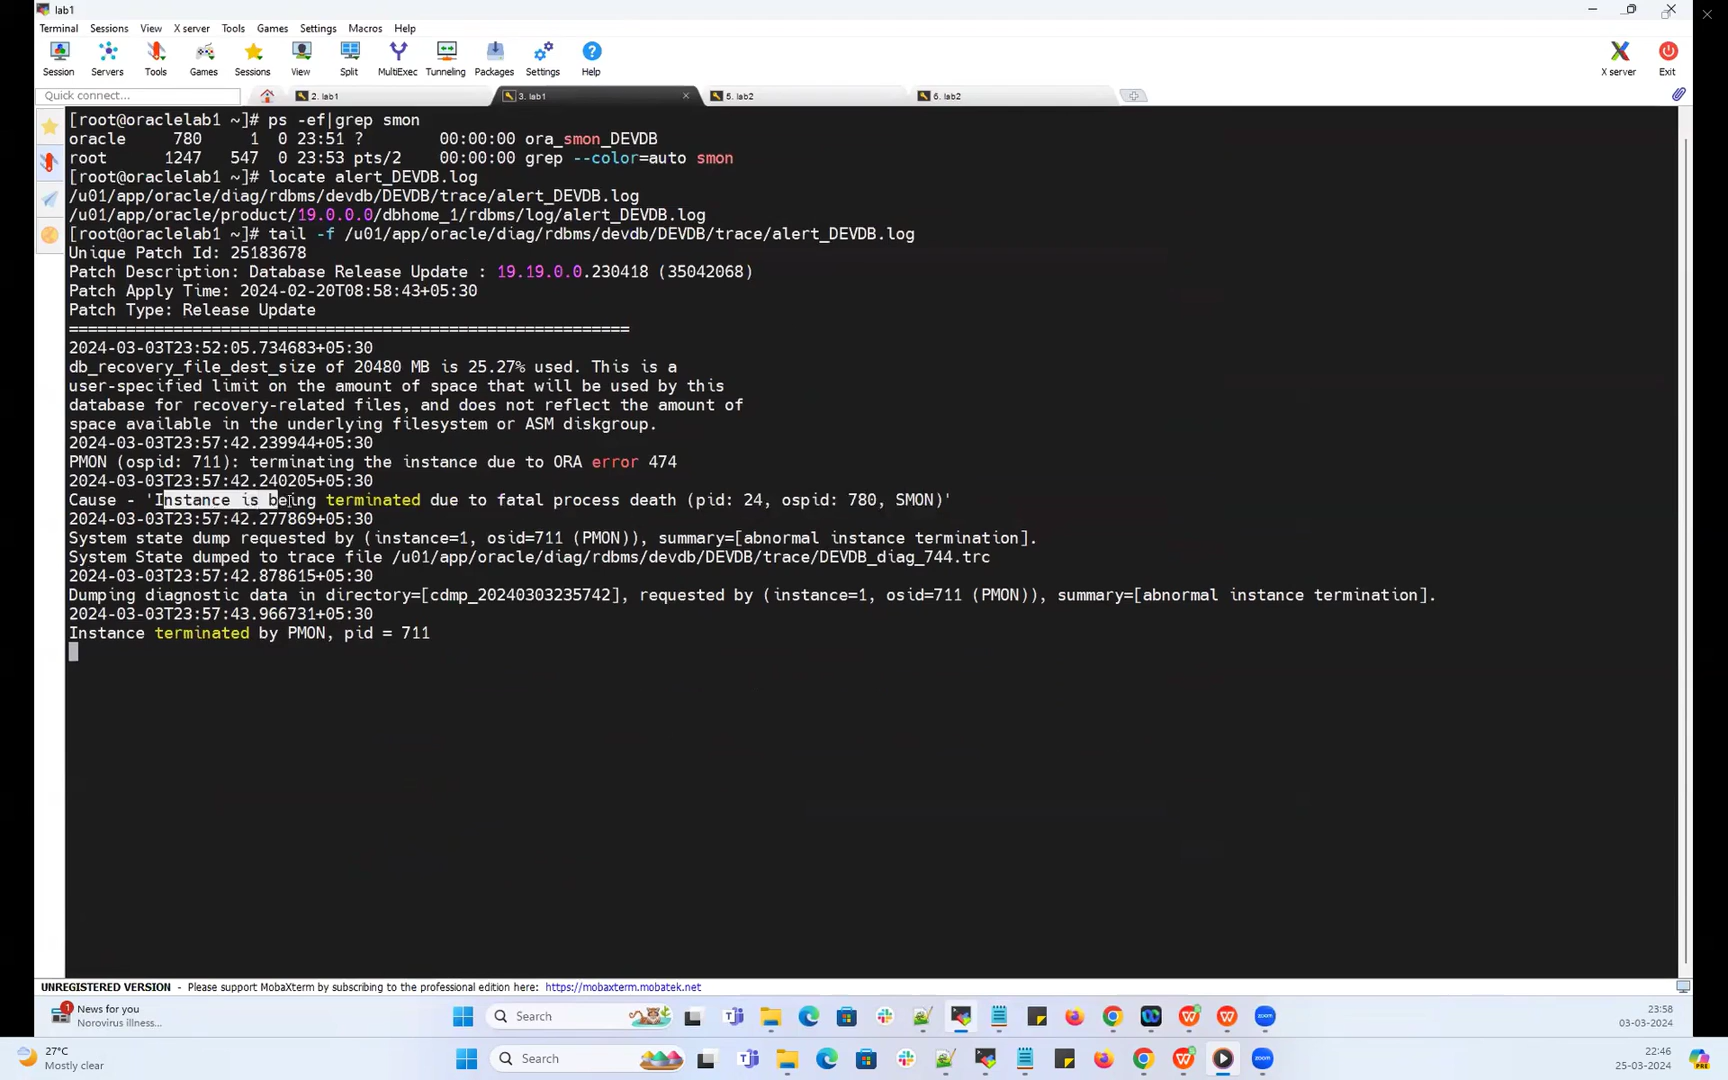 lab1
Terminal Sessions View X server Tools Games Settings Macros Help
Session Servers Tools Games Sessions View Split MultiExec Tunneling Packages Settings Help X server Exit
Quick connect... 2. lab1 3. lab1 5. lab2 6. lab2
[root@oraclelab1 ~]# ps -ef|grep smon
oracle 780 1 0 23:51 ? 00:00:00 ora_smon_DEVDB
root 1247 547 0 23:53 pts/2 00:00:00 grep --color=auto smon
[root@oraclelab1 ~]# locate alert_DEVDB.log
/u01/app/oracle/diag/rdbms/devdb/DEVDB/trace/alert_DEVDB.log
/u01/app/oracle/product/19.0.0.0/dbhome_1/rdbms/log/alert_DEVDB.log
[root@oraclelab1 ~]# tail -f /u01/app/oracle/diag/rdbms/devdb/DEVDB/trace/alert_DEVDB.log
Unique Patch Id: 25183678
Patch Description: Database Release Update : 19.19.0.0.230418 (35042068)
Patch Apply Time: 2024-02-20T08:58:43+05:30
Patch Type: Release Update
===========================================================
2024-03-03T23:52:05.734683+05:30
db_recovery_file_dest_size of 20480 MB is 25.27% used. This is a
user-specified limit on the amount of space that will be used by this
database for recovery-related files, and does not reflect the amount of
space available in the underlying filesystem or ASM diskgroup.
2024-03-03T23:57:42.239944+05:30
PMON (ospid: 711): terminating the instance due to ORA error 474
2024-03-03T23:57:42.240205+05:30
Cause - 'Instance is being terminated due to fatal process death (pid: 24, ospid: 780, SMON)'
2024-03-03T23:57:42.277869+05:30
System state dump requested by (instance=1, osid=711 (PMON)), summary=[abnormal instance termination].
System State dumped to trace file /u01/app/oracle/diag/rdbms/devdb/DEVDB/trace/DEVDB_diag_744.trc
2024-03-03T23:57:42.878615+05:30
Dumping diagnostic data in directory=[cdmp_20240303235742], requested by (instance=1, osid=711 (PMON)), summary=[abnormal instance termination].
2024-03-03T23:57:43.966731+05:30
Instance terminated by PMON, pid = 711
UNREGISTERED VERSION - Please support MobaXterm by subscribing to the professional edition here: https://mobaxterm.mobatek.net
1 News for you
Norovirus illness...
Search
23:58
03-03-2024
27°C
Mostly clear
Search
22:46
25-03-2024